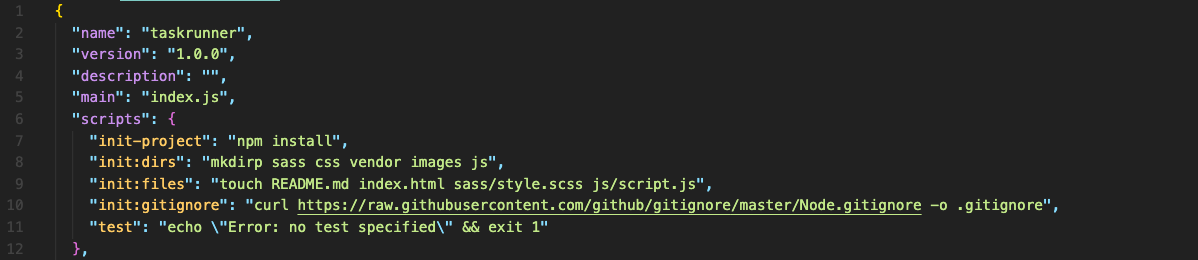 1 {
2 "name": "taskrunner",
3 "version": "1.0.0",
4 "description": "",
5 "main": "index.js",
6 "scripts": {
7 "init-project": "npm install",
8 "init:dirs": "mkdirp sass css vendor images js",
9 "init:files": "touch README.md index.html sass/style.scss js/script.js",
10 "init:gitignore": "curl https://raw.githubusercontent.com/github/gitignore/master/Node.gitignore -o .gitignore",
11 "test": "echo \"Error: no test specified\" && exit 1"
12 },